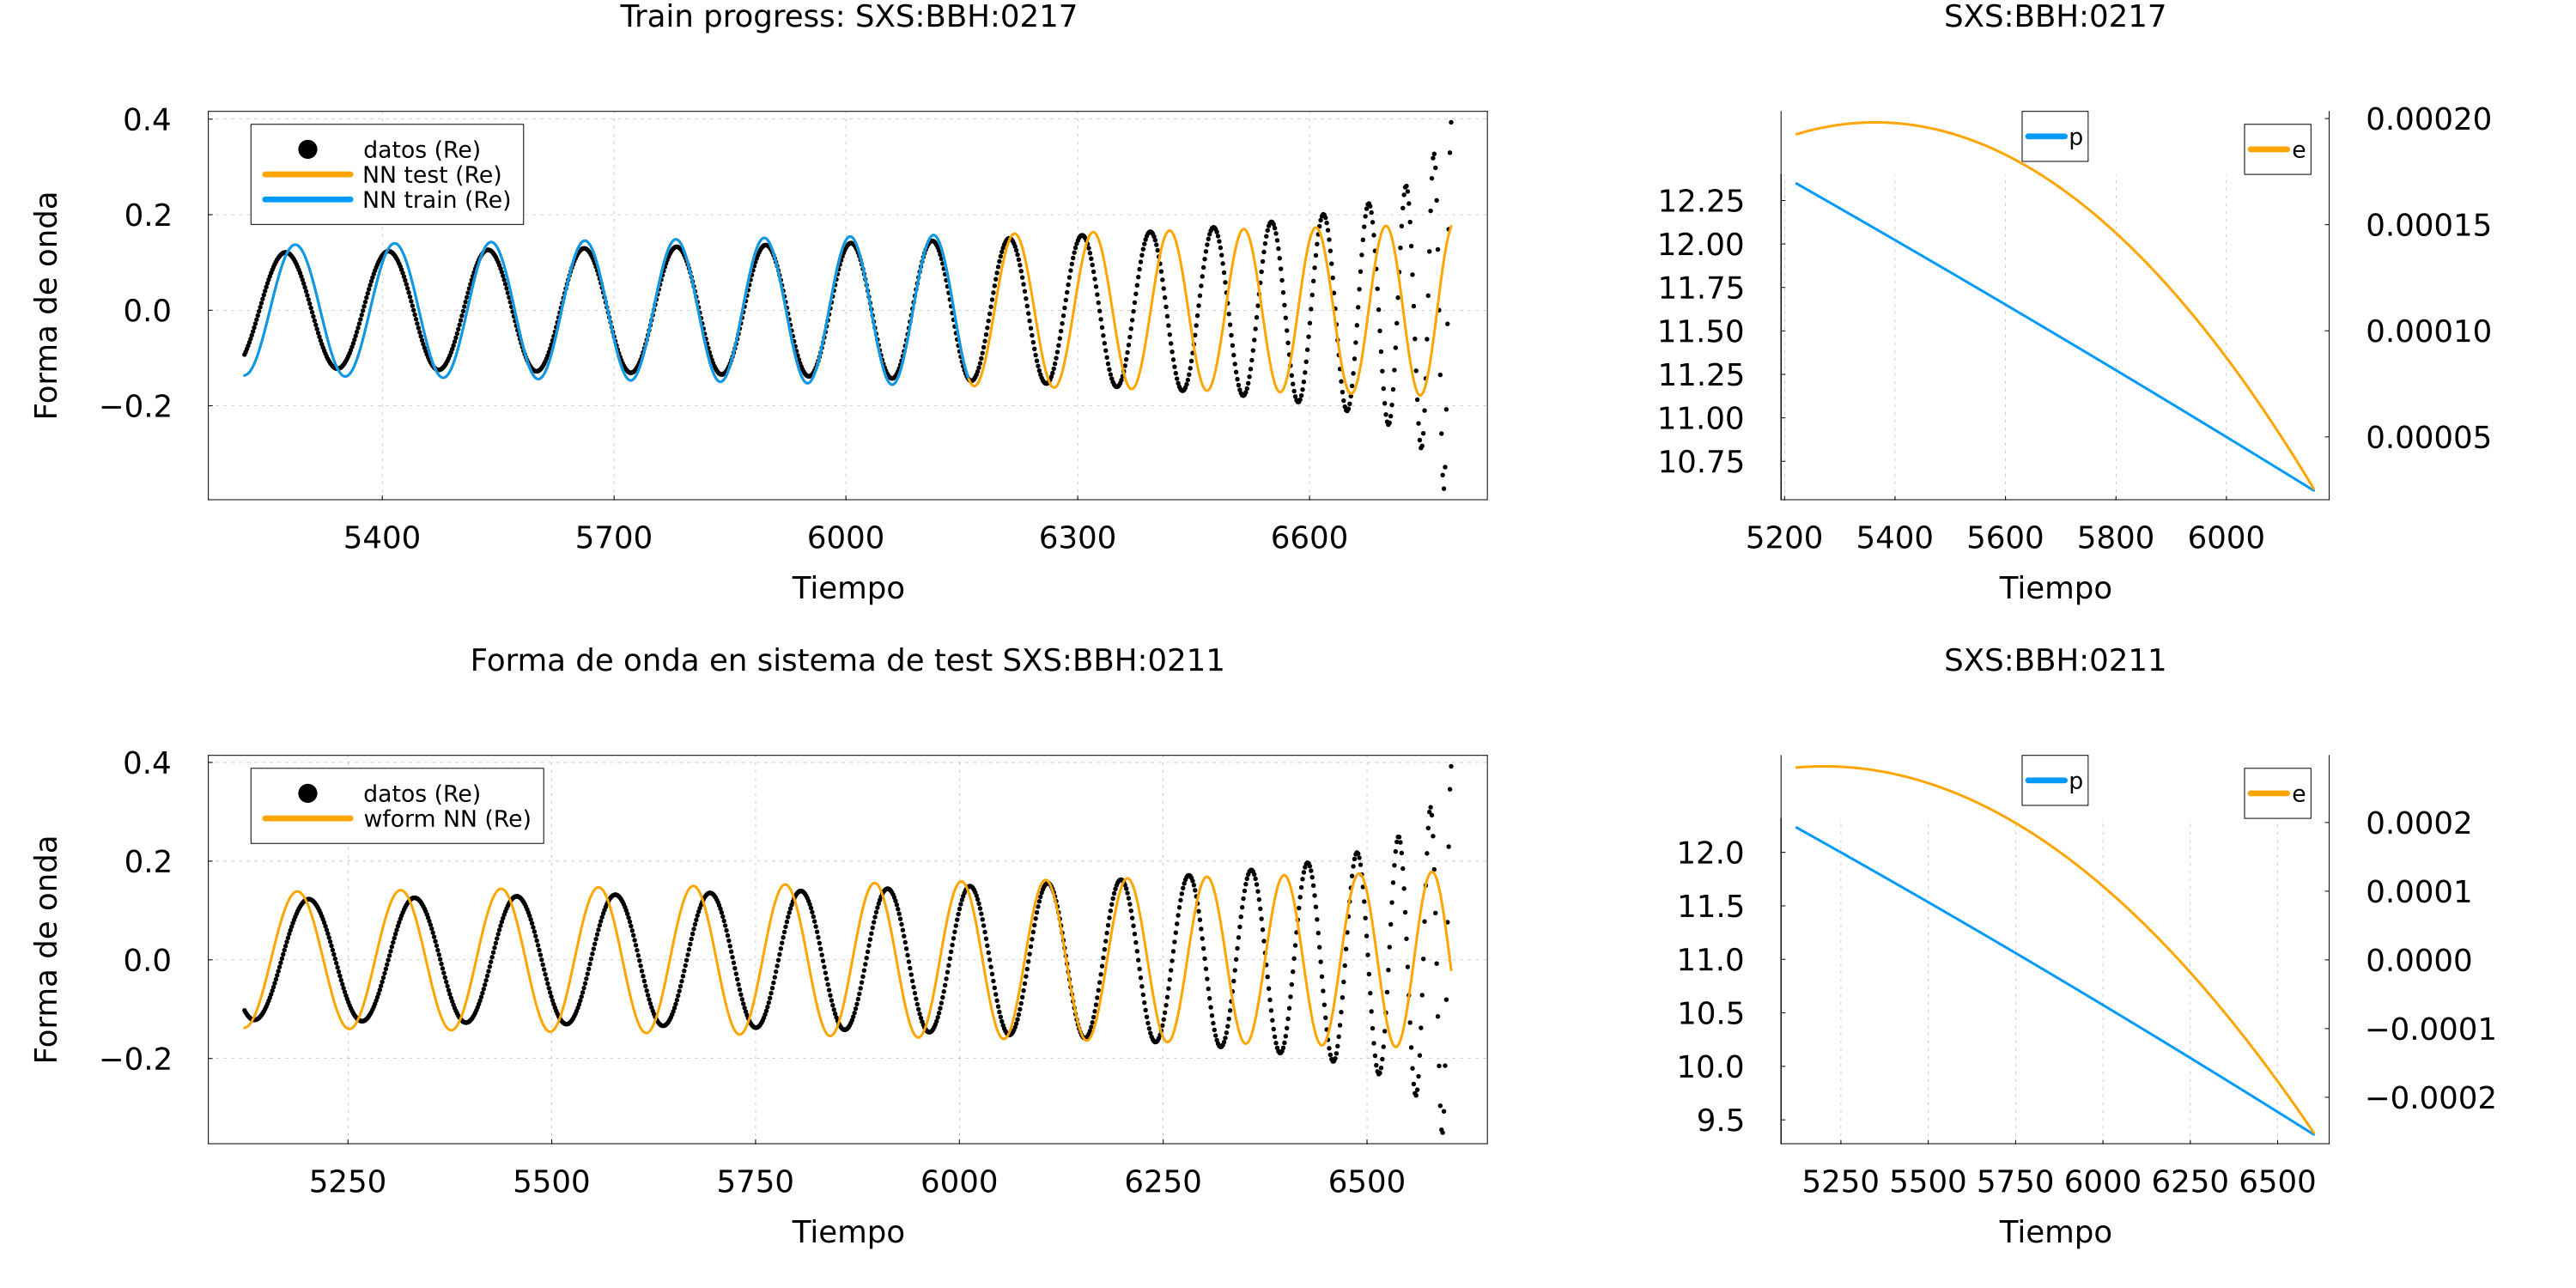 Train progress: SXS:BBH:0217
Forma de onda
0.4
0.2
0.0
−0.2
datos (Re)
NN test (Re)
NN train (Re)
5400 5700 6000 6300 6600
Tiempo
SXS:BBH:0217
12.25
12.00
11.75
11.50
11.25
11.00
10.75
p
e
0.00020
0.00015
0.00010
0.00005
5200 5400 5600 5800 6000
Tiempo
Forma de onda en sistema de test SXS:BBH:0211
Forma de onda
0.4
0.2
0.0
−0.2
datos (Re)
wform NN (Re)
5250 5500 5750 6000 6250 6500
Tiempo
SXS:BBH:0211
12.0
11.5
11.0
10.5
10.0
9.5
p
e
0.0002
0.0001
0.0000
−0.0001
−0.0002
5250 5500 5750 6000 6250 6500
Tiempo